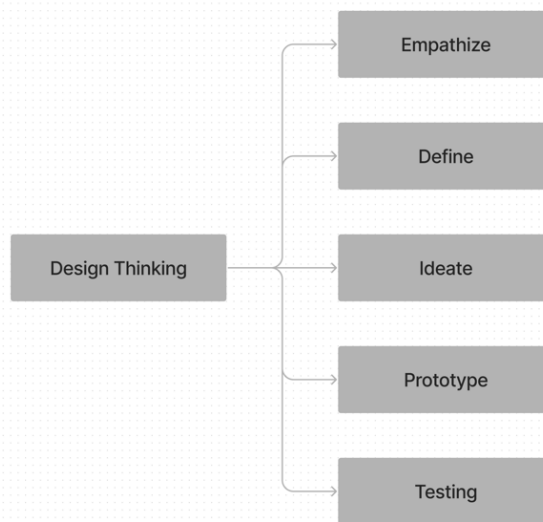 Empathize
Define
Design Thinking
Ideate
Prototype
Testing